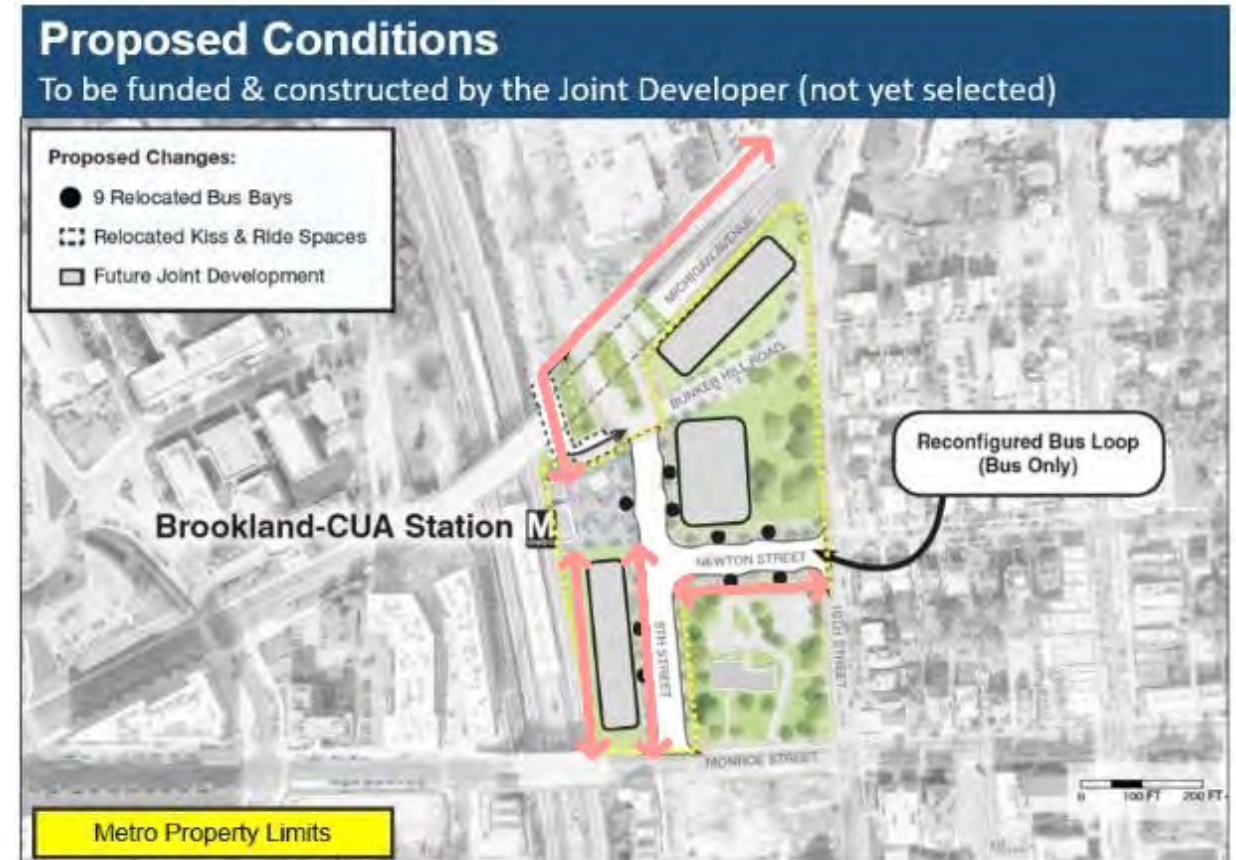 Proposed Conditions
To be funded & constructed by the Joint Developer (not yet selected)
Proposed Changes:
9 Relocated Bus Bays
Relocated Kiss & Ride Spaces
Future Joint Development
MICHIGAN AVENUE
BUNKER HILL ROAD
Reconfigured Bus Loop
(Bus Only)
Brookland-CUA Station M
NEWTON STREET
9TH STREET
10TH STREET
MONROE STREET
0 100 FT 200 FT
Metro Property Limits